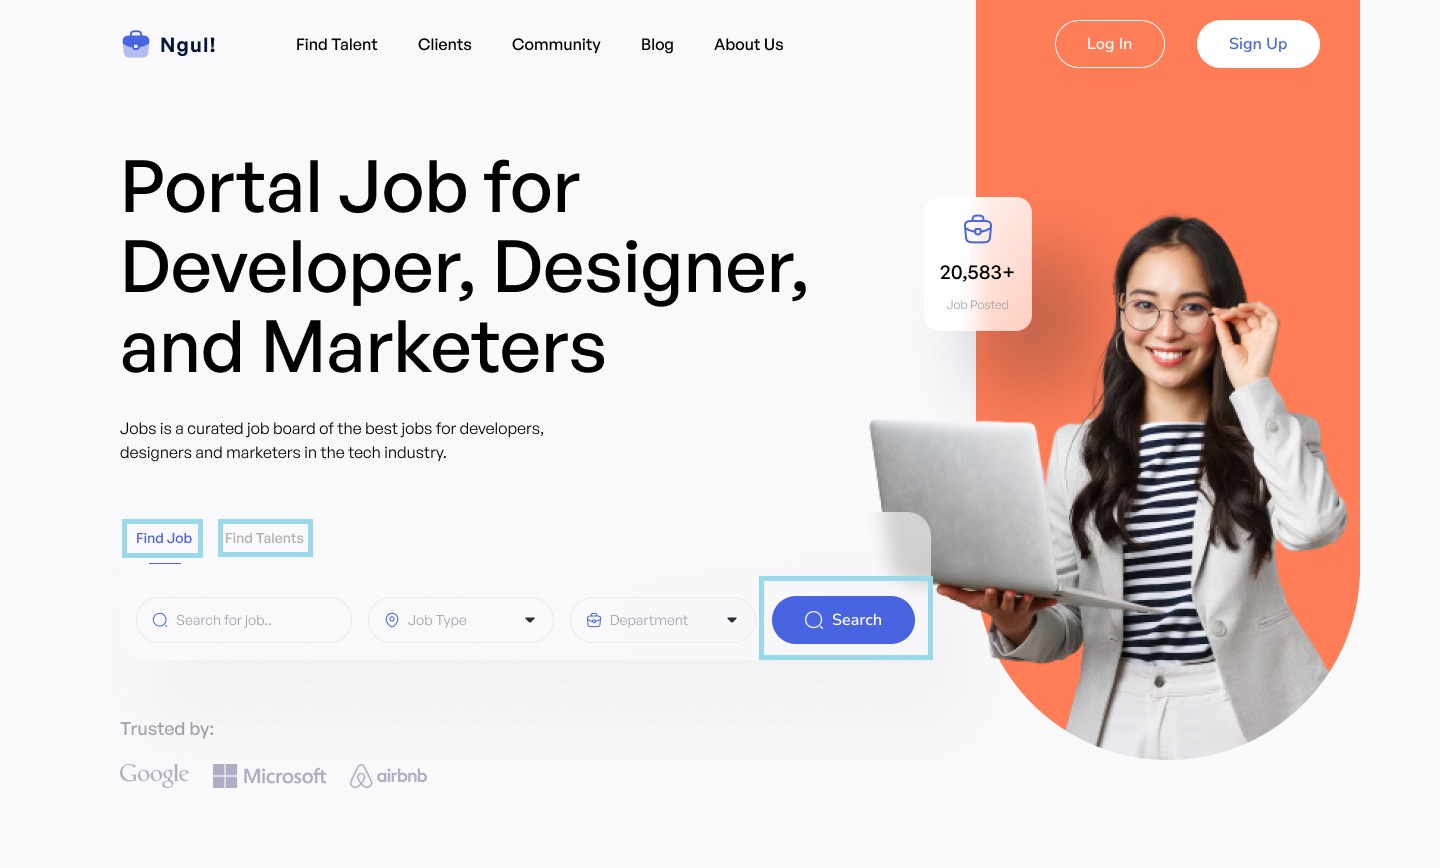 Ngul!
Find Talent
Clients
Community
Blog
About Us
Log In
Sign Up
Portal Job for
Developer, Designer,
and Marketers
20,583+
Job Posted
Jobs is a curated job board of the best jobs for developers,
designers and marketers in the tech industry.
Find Job
Find Talents
Search for job..
Job Type
Department
Search
Trusted by:
Google
Microsoft
airbnb